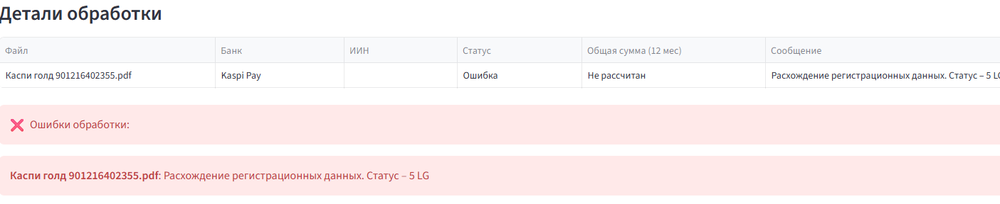 Детали обработки
Файл Банк ИИН Статус Общая сумма (12 мес) Сообщение
Каспи голд 901216402355.pdf Kaspi Pay Ошибка Не рассчитан Расхождение регистрационных данных. Статус – 5 LG
❌ Ошибки обработки:
Каспи голд 901216402355.pdf: Расхождение регистрационных данных. Статус – 5 LG